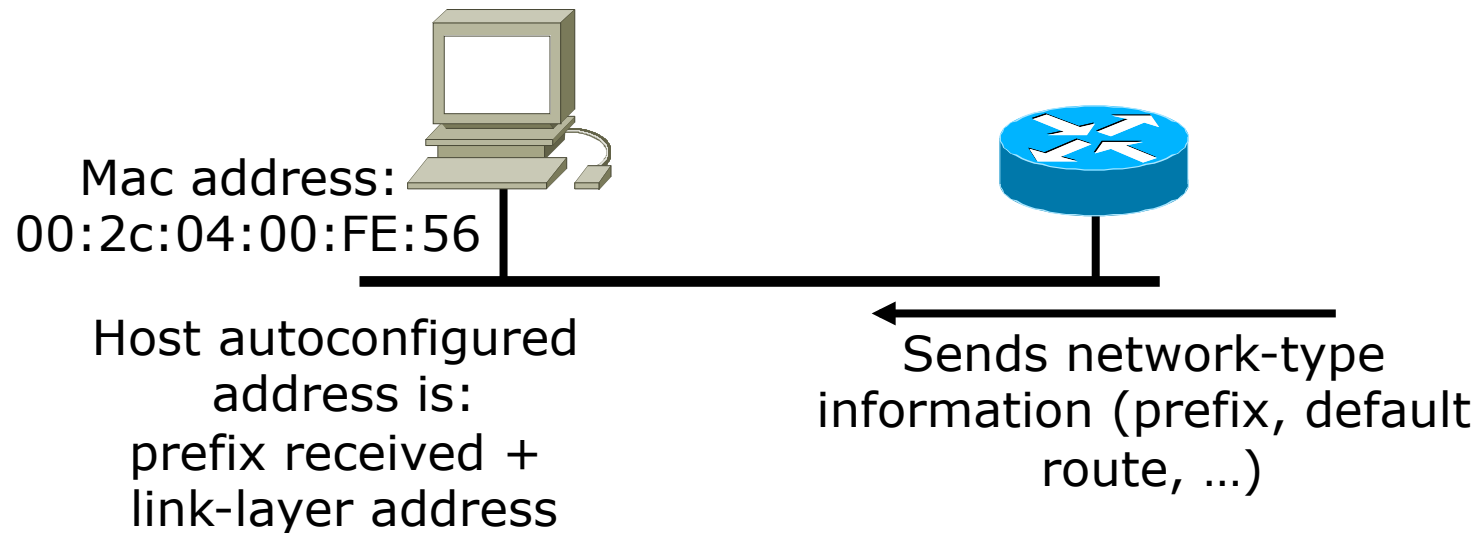 Mac address:
00:2c:04:00:FE:56
Host autoconfigured
address is:
prefix received +
link-layer address
Sends network-type
information (prefix, default
route, …)